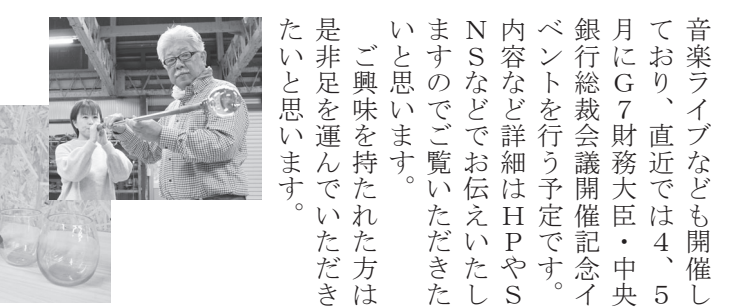 音楽ライブなども開催し
ており、直近では４、５
月にＧ７財務大臣・中央
銀行総裁会議開催記念イ
ベントを行う予定です。
内容など詳細はＨＰやＳ
ＮＳなどでお伝えいたし
ますのでご覧いただきた
いと思います。
　ご興味を持たれた方は
是非足を運んでいただき
たいと思います。